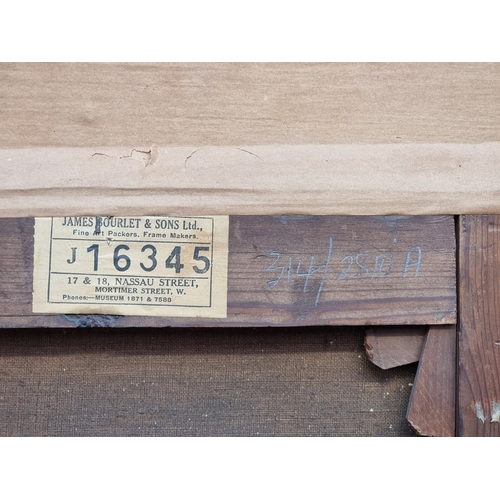 JAMES BOURLET & SONS Ltd.,
Fine Art Packers. Frame Makers.
J 16345
17 & 18, NASSAU STREET,
MORTIMER STREET, W.
Phones:—MUSEUM 1871 & 7588